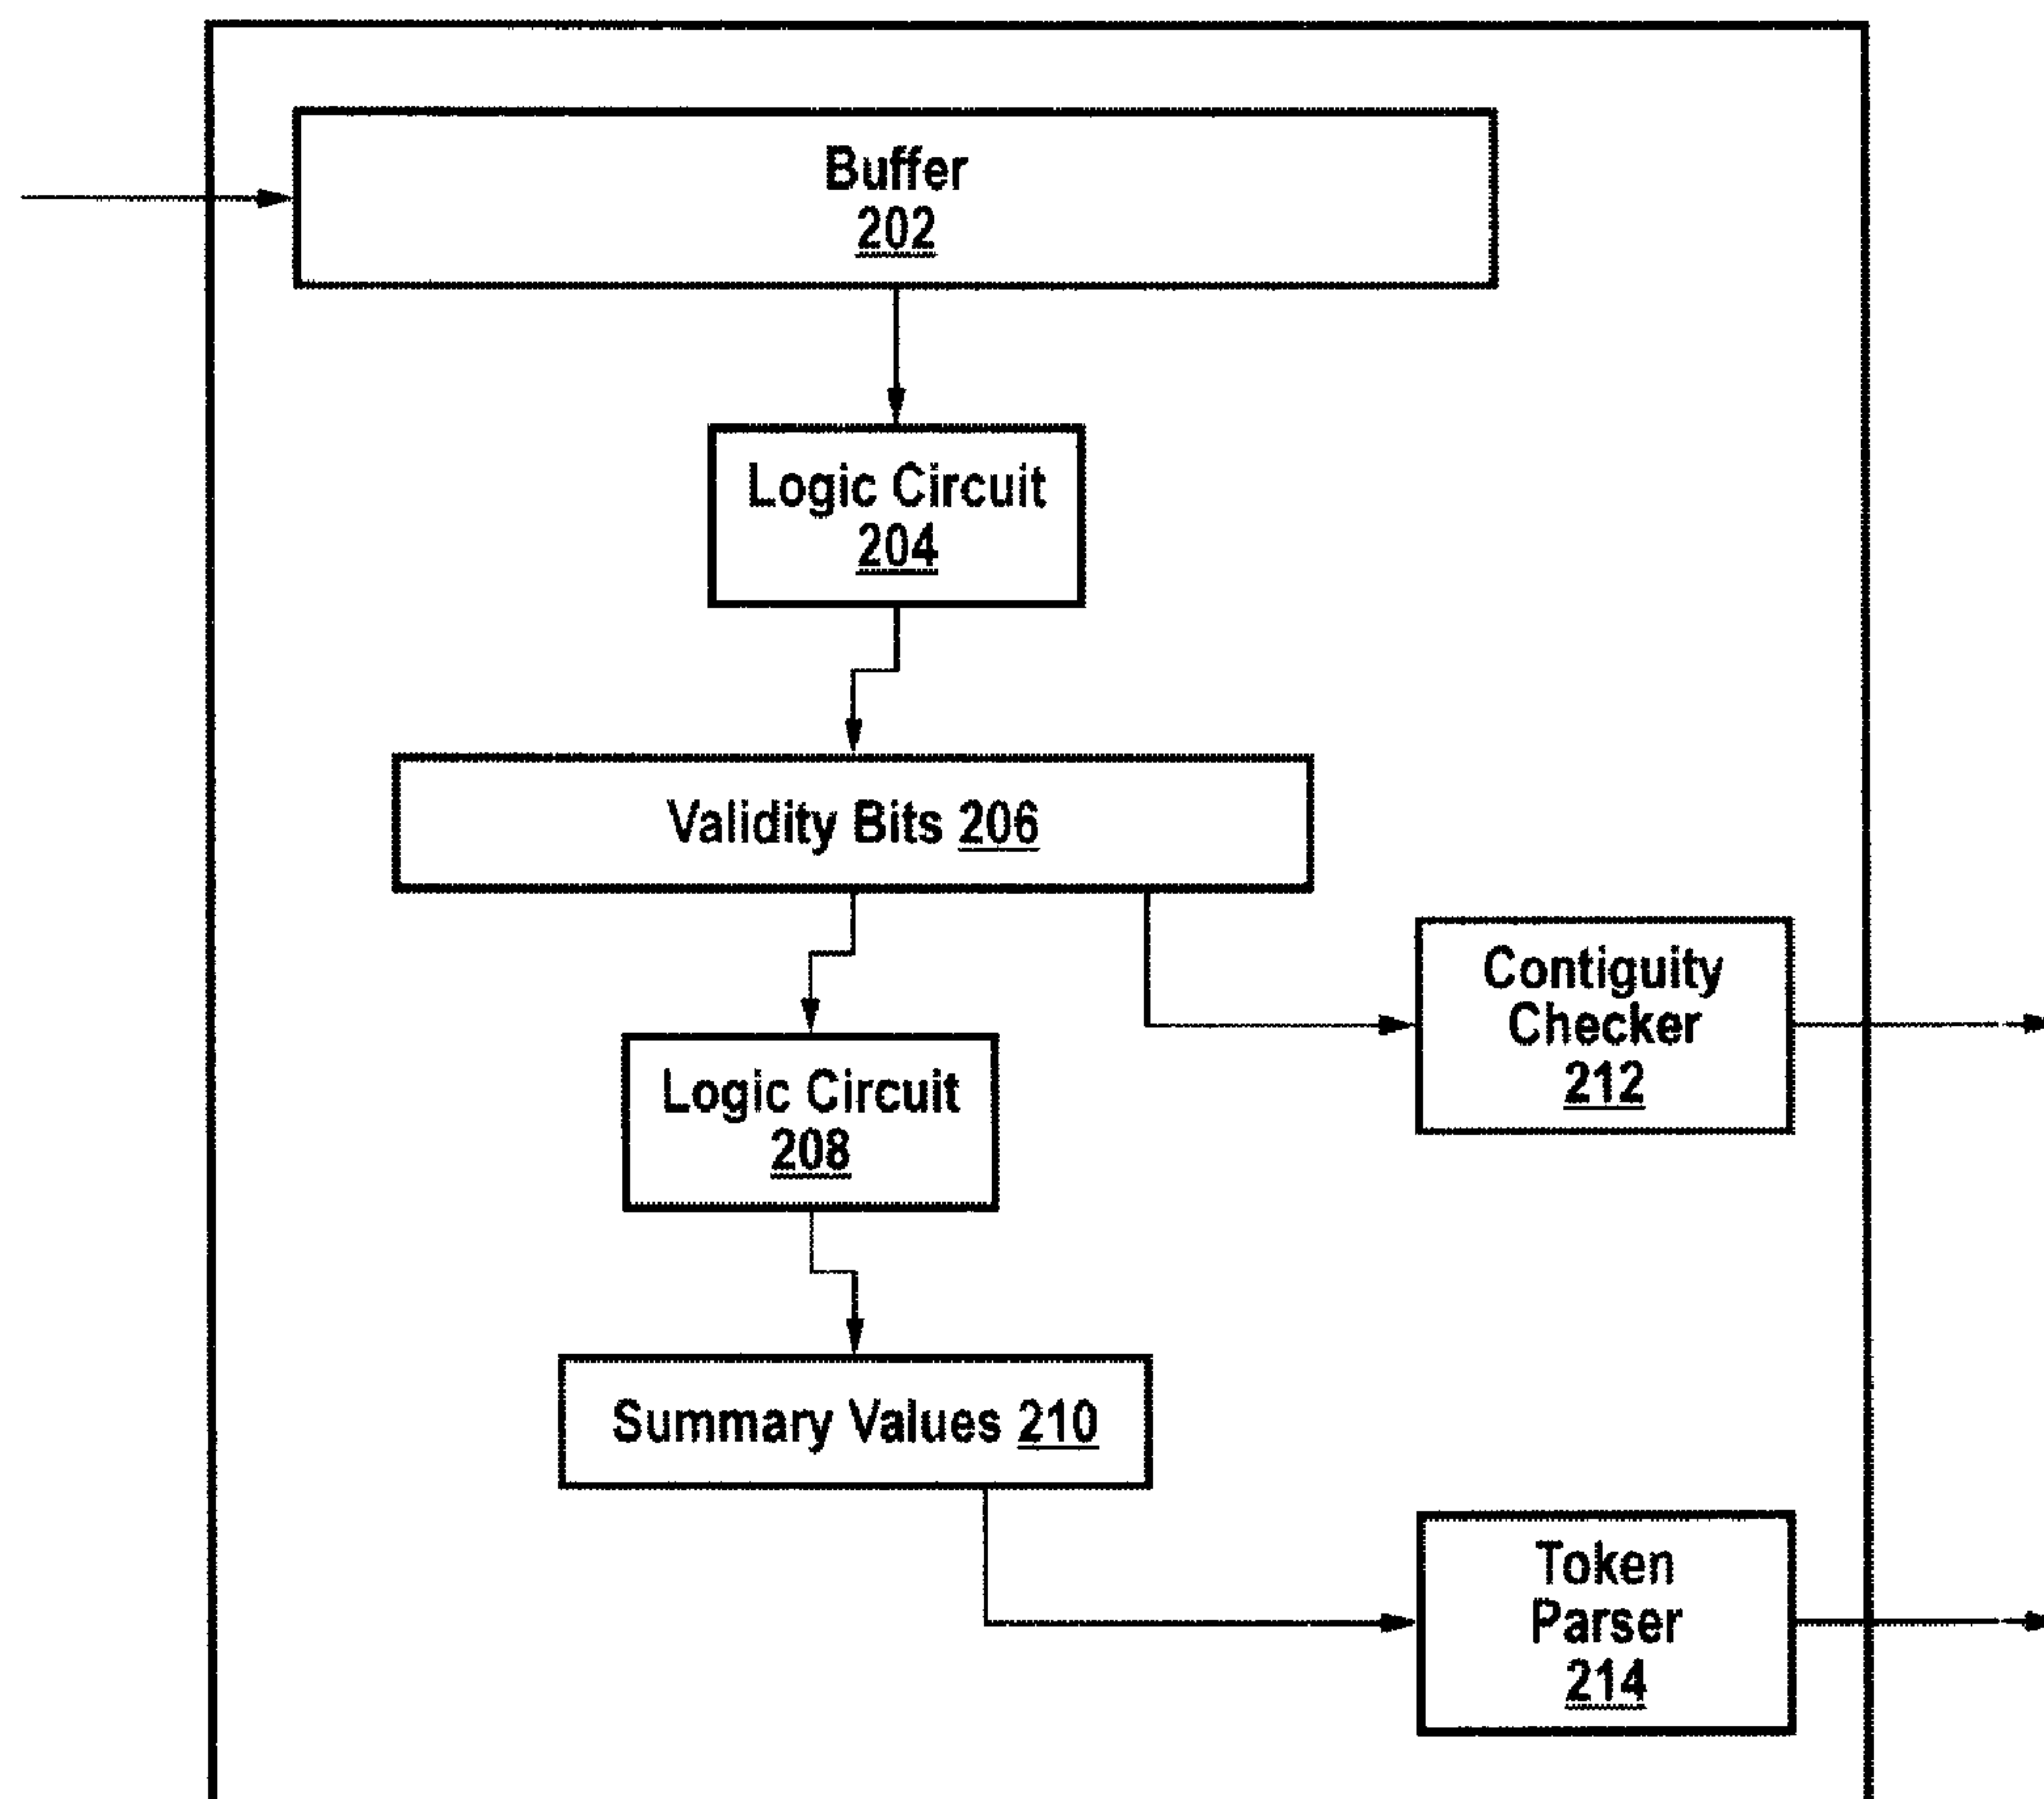 Buffer
202
Logic Circuit
204
Validity Bits 206
Contiguity
Checker
212
Logic Circuit
208
Summary Values 210
Token
Parser
214